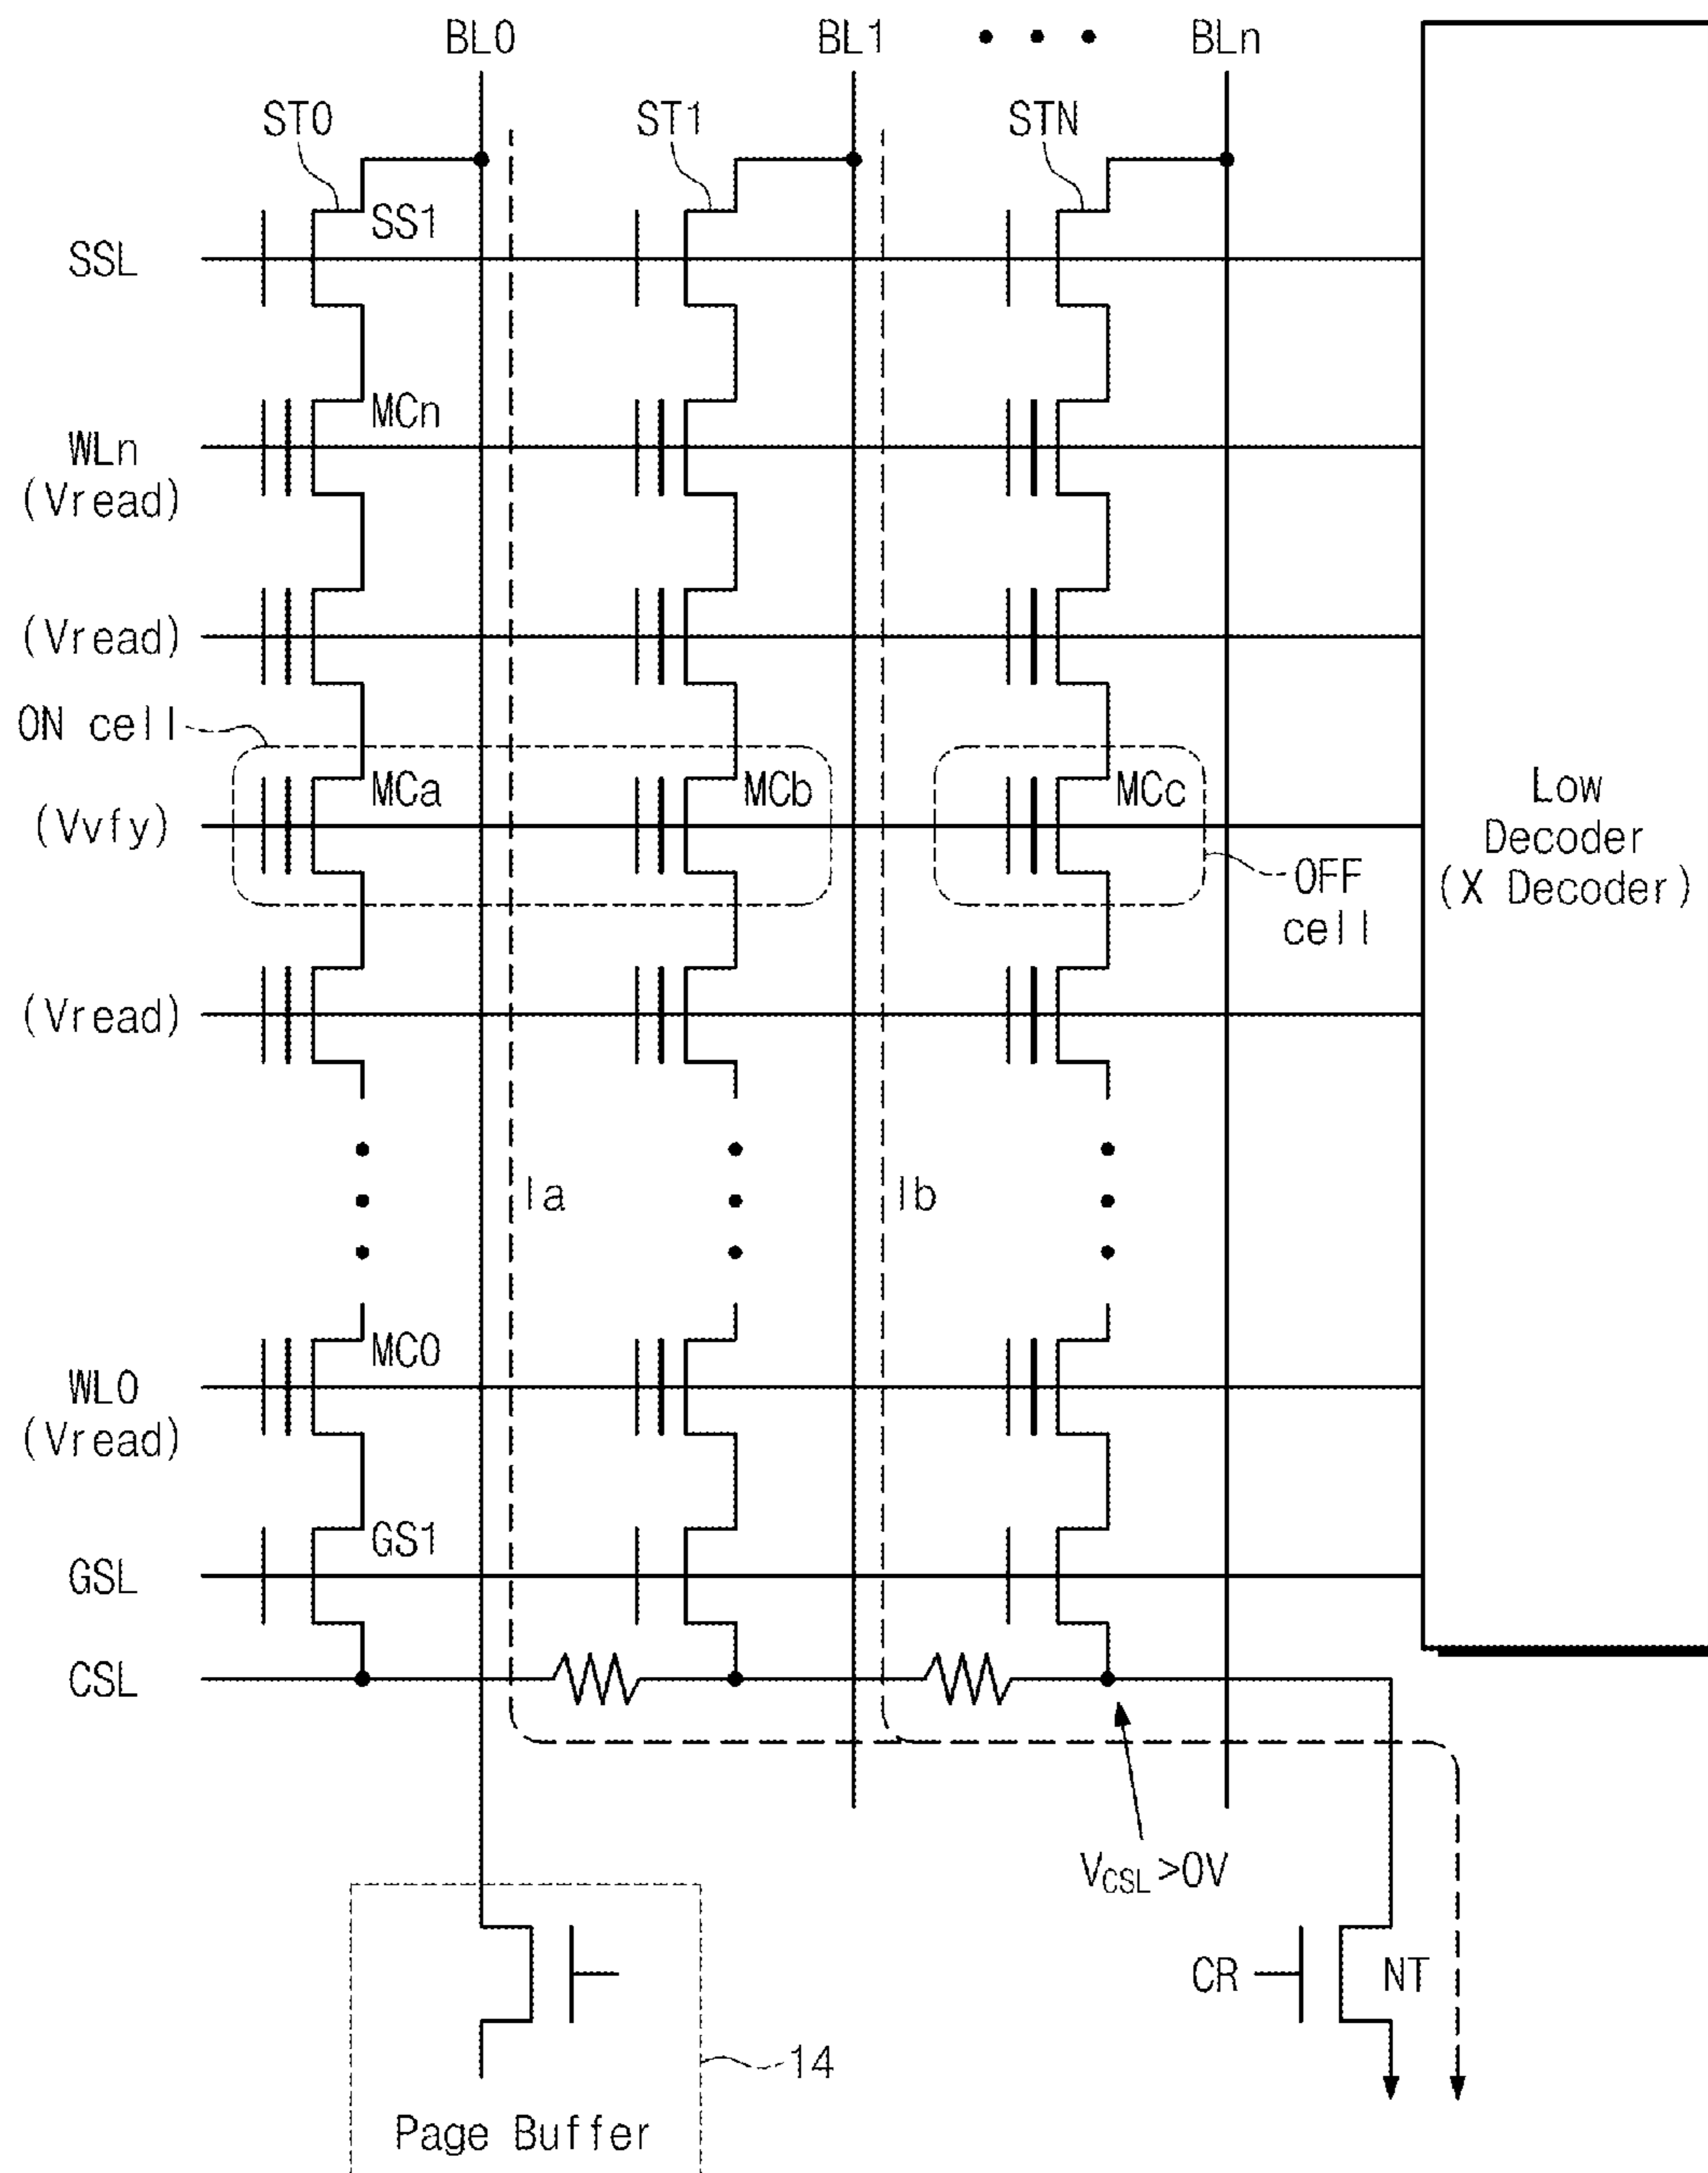 BL0
BL1
BLn
ST0
ST1
STN
SS1
SSL
MCn
WLn
(Vread)
(Vread)
ON cell
MCa
MCb
MCc
(Vvfy)
OFF
cell
Low
Decoder
(X Decoder)
(Vread)
Ia
Ib
MC0
WL0
(Vread)
GS1
GSL
CSL
VCSL>0V
CR
NT
14
Page Buffer